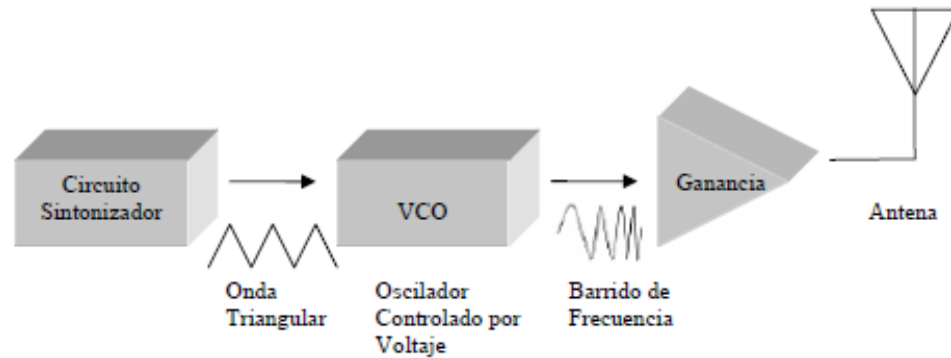 Circuito
Sintonizador
VCO
Ganancia
Antena
Onda
Triangular
Oscilador
Controlado por
Voltaje
Barrido de
Frecuencia